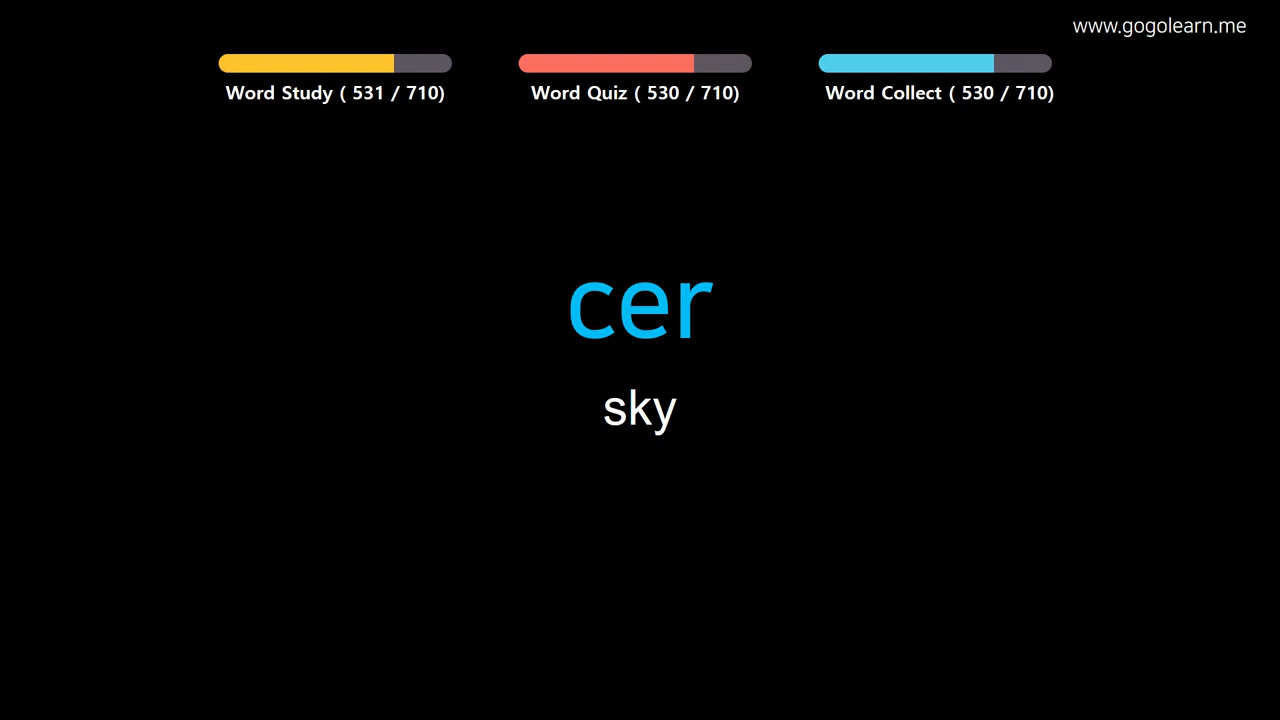 www.gogolearn.me
Word Study ( 531 / 710)
Word Quiz ( 530 / 710)
Word Collect ( 530 / 710)
cer
sky